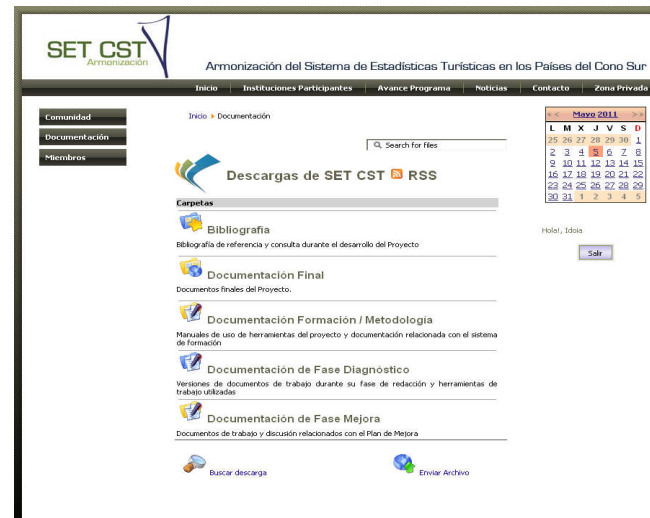 SET CST
Armonización
Armonización del Sistema de Estadísticas Turísticas en los Países del Cono Sur
Inicio Instituciones Participantes Avance Programa Noticias Contacto Zona Privada
Comunidad
Documentación
Miembros
Inicio Documentación
Search for files
Descargas de SET CST RSS
Carpetas
Bibliografia
Bibliografía de referencia y consulta durante el desarrollo del Proyecto
Documentación Final
Documentos finales del Proyecto.
Documentación Formación / Metodología
Manuales de uso de herramientas del proyecto y documentación relacionada con el sistema
de formación
Documentación de Fase Diagnóstico
Versiones de documentos de trabajo durante su fase de redacción y herramientas de
trabajo utilizadas
Documentación de Fase Mejora
Documentos de trabajo y discusión relacionados con el Plan de Mejora
Buscar descarga
Enviar Archivo
<< Mayo 2011 >>
L M X J V S D
25 26 27 28 29 30 1
2 3 4 5 6 7 8
9 10 11 12 13 14 15
16 17 18 19 20 21 22
23 24 25 26 27 28 29
30 31 1 2 3 4 5
Hola!, Idoia
Salir